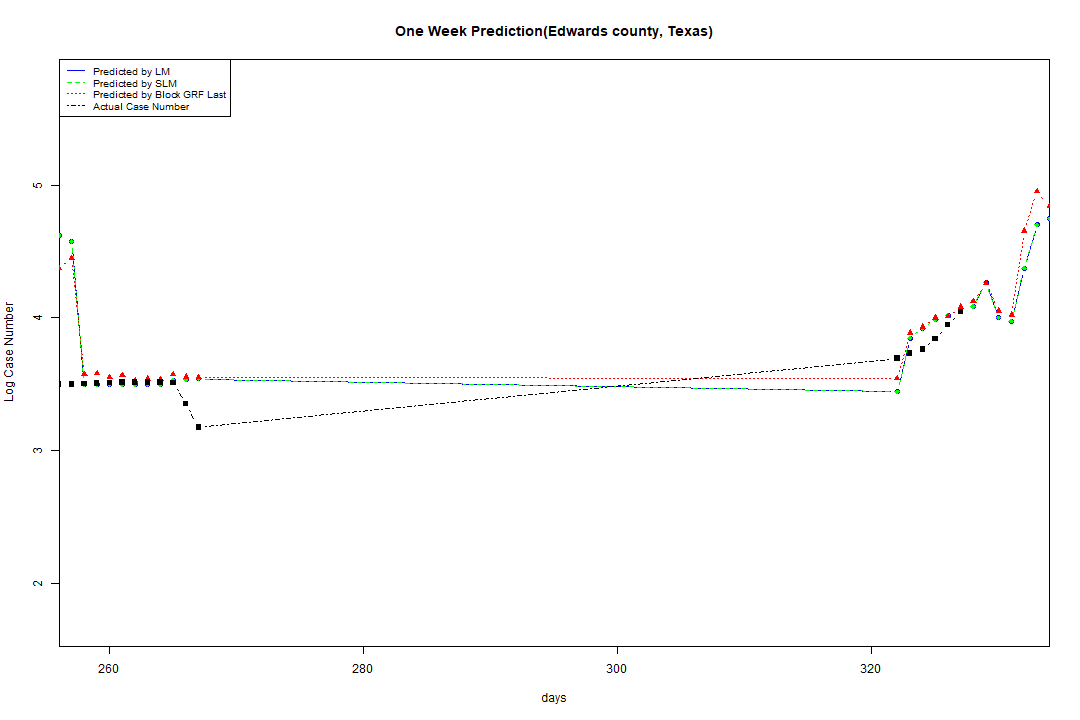 One Week Prediction(Edwards county, Texas)
Predicted by LM
Predicted by SLM
Predicted by Block GRF Last
Actual Case Number
5
4
3
2
Log Case Number
260 280 300 320
days